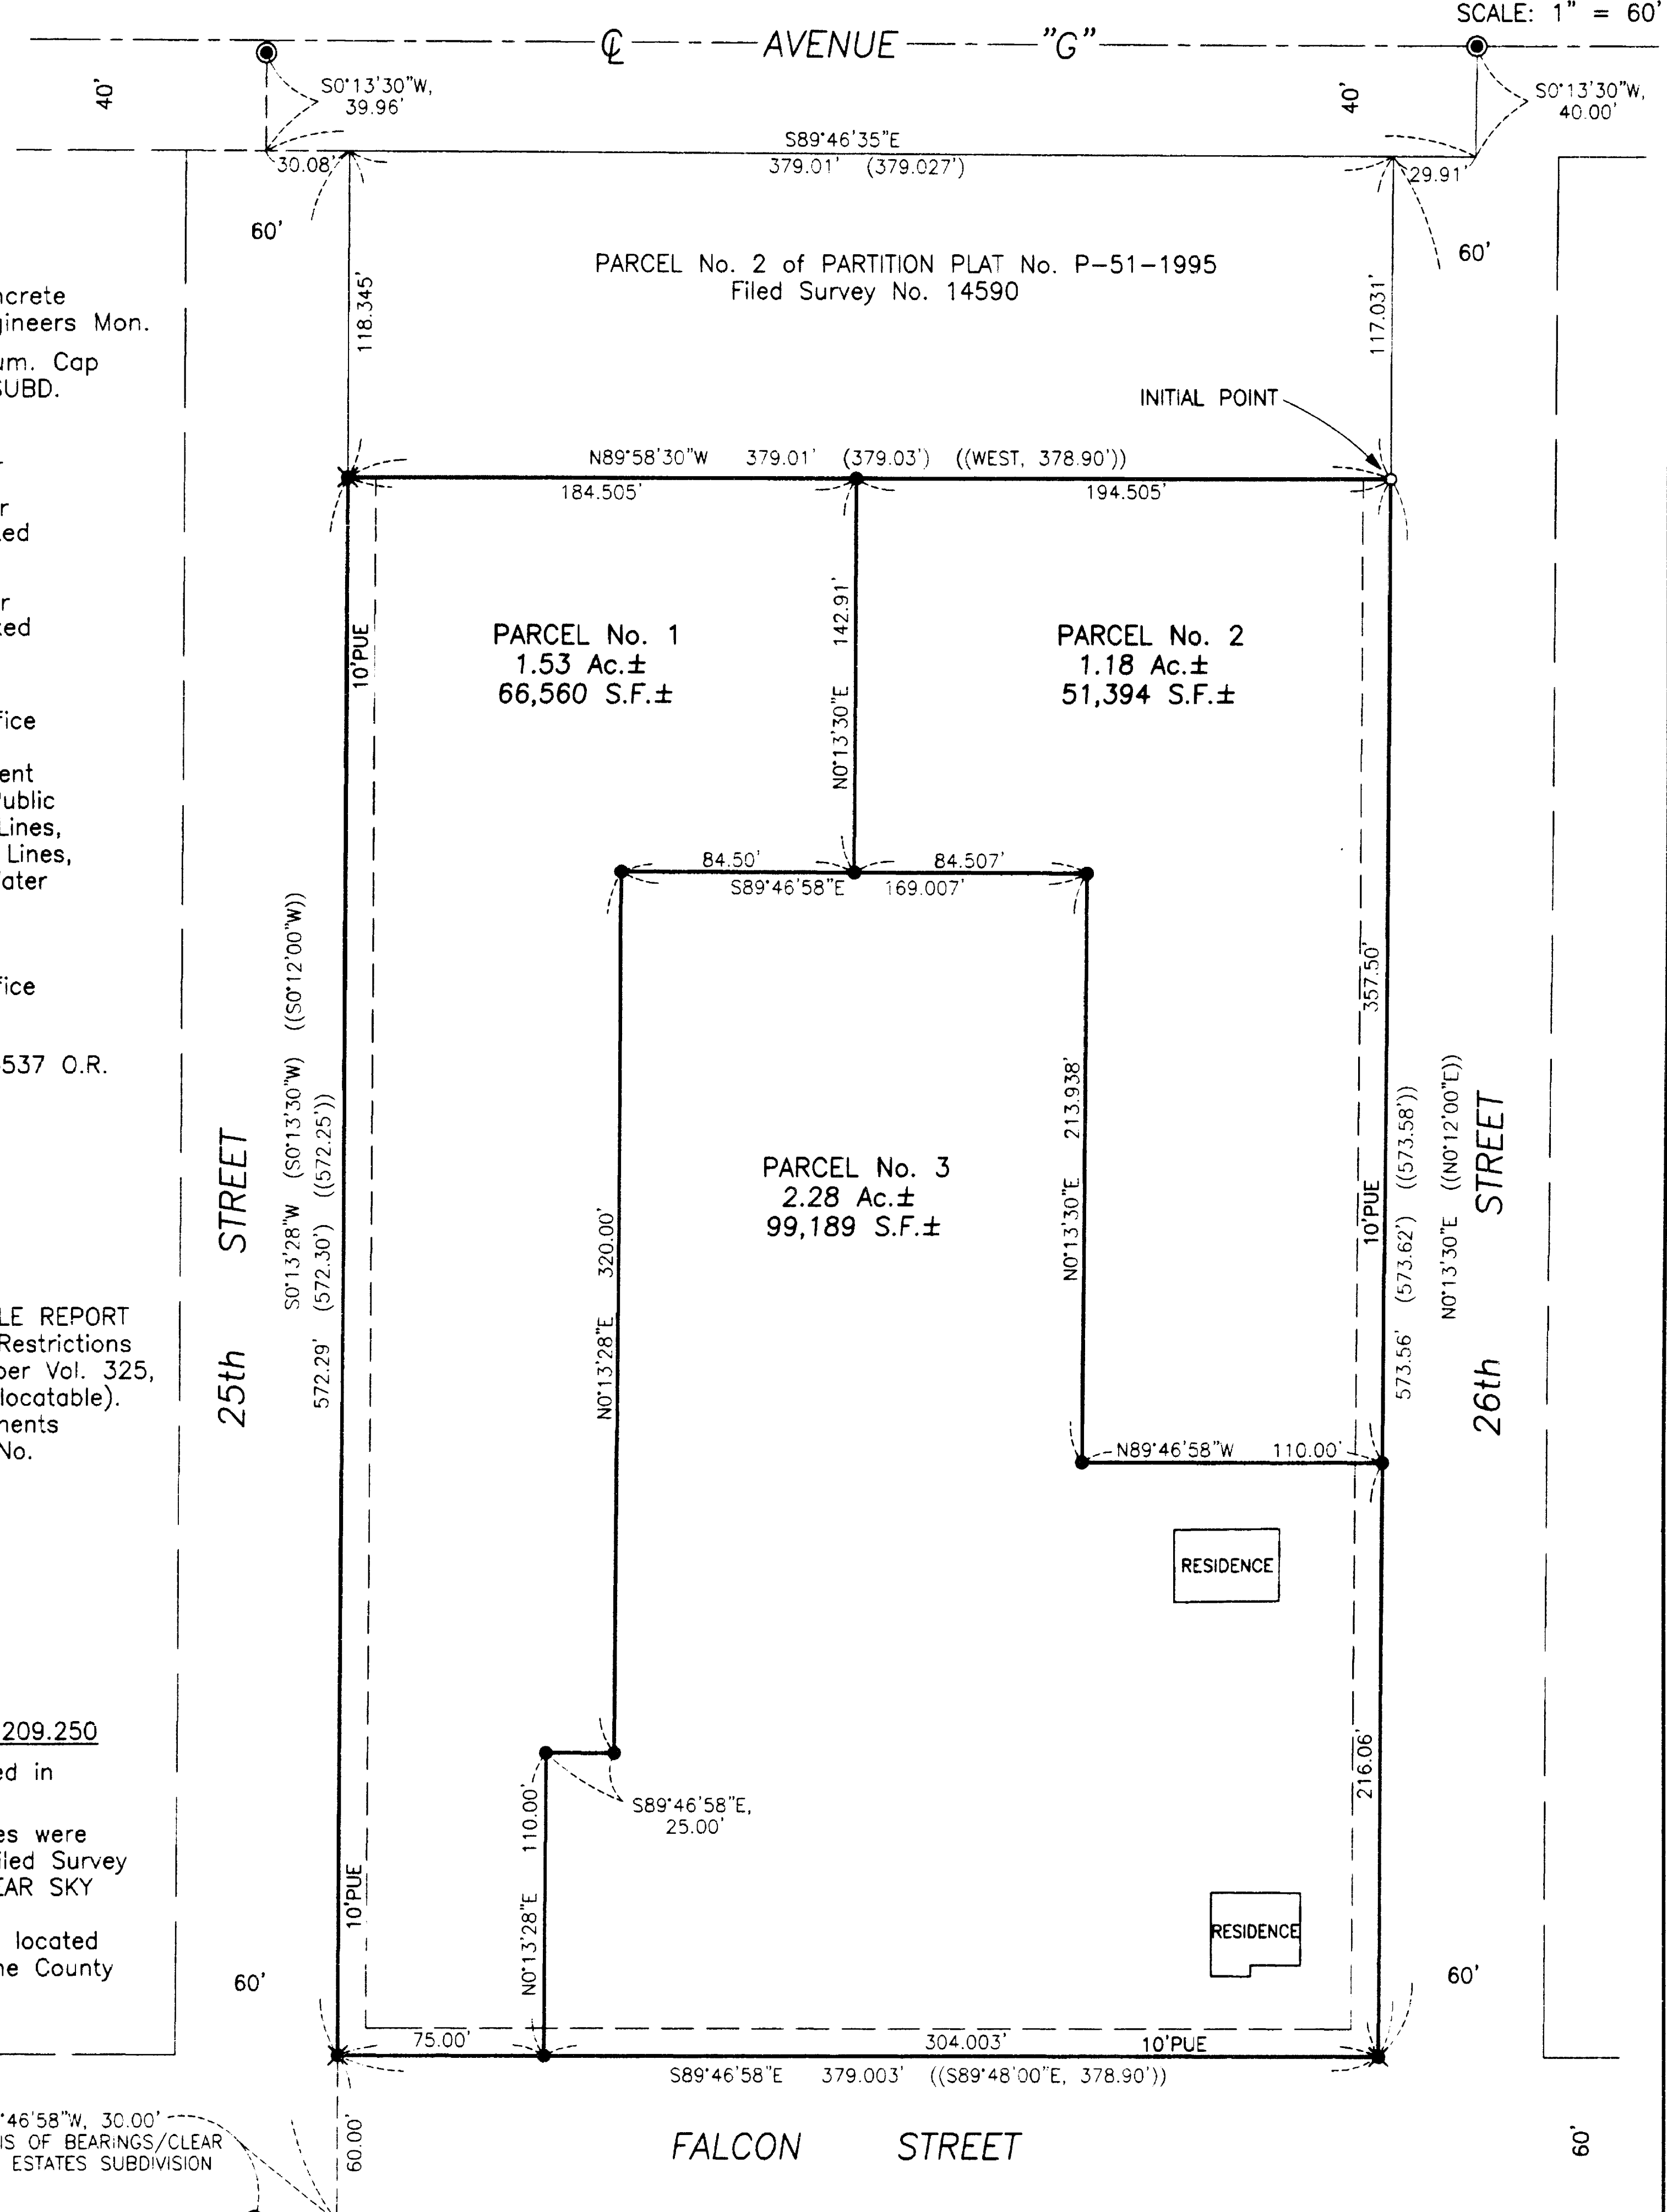 SCALE: 1" = 60'
℄ AVENUE "G"
40'
S0°13'30"W,
39.96'
40'
S0°13'30"W,
40.00'
S89°46'35"E
30.08'
379.01' (379.027')
29.91'
60'
60'
PARCEL No. 2 of PARTITION PLAT No. P-51-1995
Filed Survey No. 14590
118.345'
117.031'
ncrete
gineers Mon.
um. Cap
SUBD.
INITIAL POINT
N89°58'30"W 379.01' (379.03') ((WEST, 378.90'))
184.505'
194.505'
r
ed
r
ked
10'PUE
PARCEL No. 1
1.53 Ac.±
66,560 S.F.±
N0°13'30"E 142.91'
PARCEL No. 2
1.18 Ac.±
51,394 S.F.±
fice
ent
Public
Lines,
Lines,
ater
84.50'
84.507'
S89°46'58"E 169.007'
357.50'
fice
537 O.R.
25th STREET
S0°13'28"W (S0°13'30"W) ((S0°12'00"W))
572.29' (572.30') ((572.25'))
N0°13'28"E 320.00'
PARCEL No. 3
2.28 Ac.±
99,189 S.F.±
N0°13'30"E 213.938'
10'PUE
573.56' (573.62') ((573.58'))
N0°13'30"E ((N0°12'00"E))
26th STREET
LE REPORT
Restrictions
per Vol. 325,
locatable).
ments
No.
N89°46'58"W 110.00'
RESIDENCE
209.250
ed in
es were
iled Survey
EAR SKY
located
ne County
S89°46'58"E,
25.00'
216.06'
10'PUE
N0°13'28"E 110.00'
RESIDENCE
60'
60'
75.00'
304.003'
10'PUE
S89°46'58"E 379.003' ((S89°48'00"E, 378.90'))
°46'58"W, 30.00'
IS OF BEARINGS/CLEAR
ESTATES SUBDIVISION
60.00'
FALCON STREET
60'